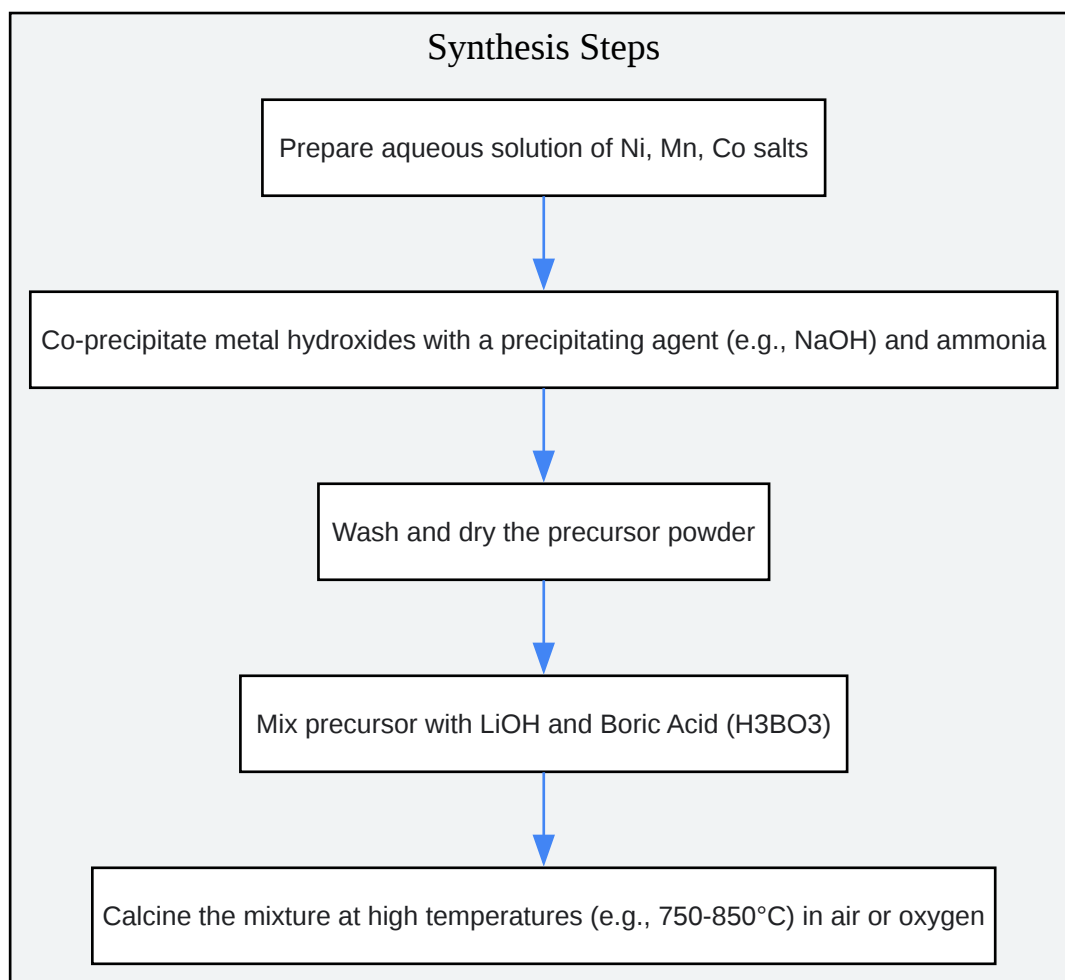 Synthesis Steps
Prepare aqueous solution of Ni, Mn, Co salts
Co-precipitate metal hydroxides with a precipitating agent (e.g., NaOH) and ammonia
Wash and dry the precursor powder
Mix precursor with LiOH and Boric Acid (H3BO3)
Calcine the mixture at high temperatures (e.g., 750-850°C) in air or oxygen